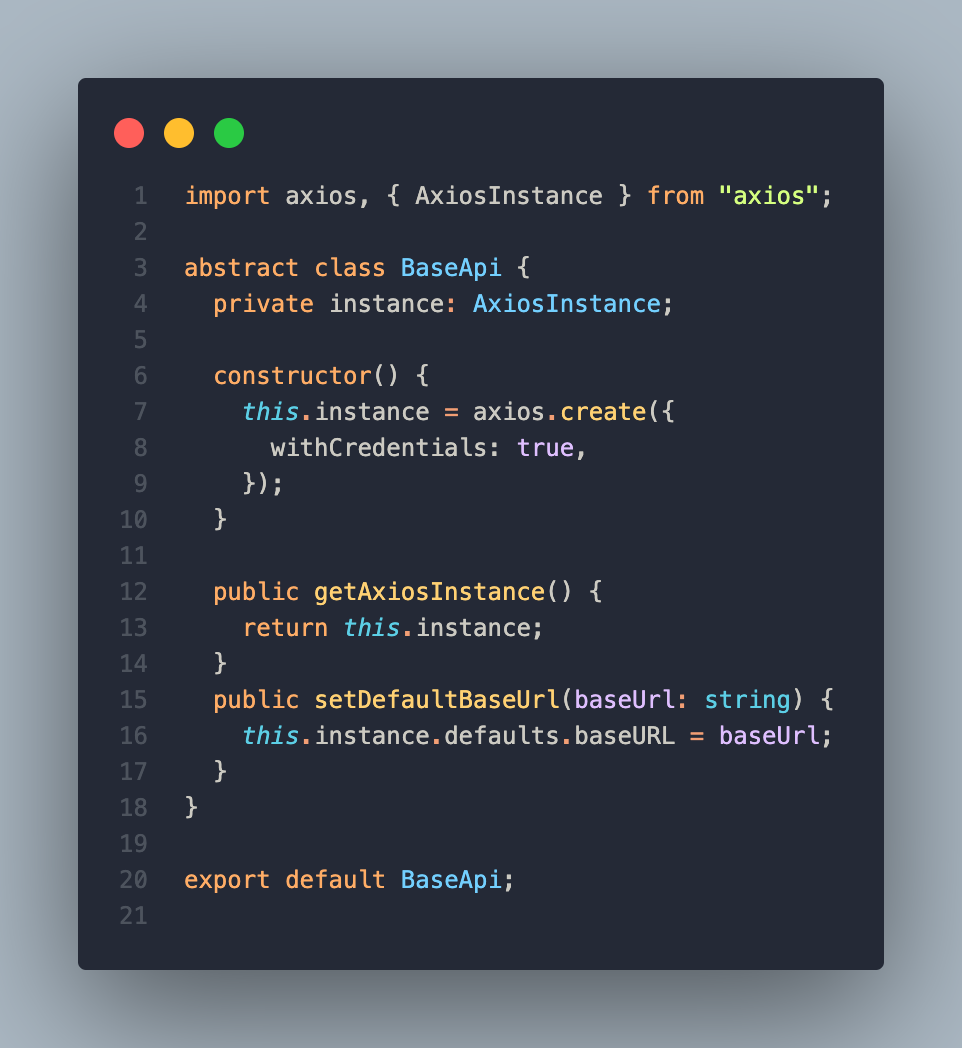 1 import axios, { AxiosInstance } from "axios";
2
3 abstract class BaseApi {
4   private instance: AxiosInstance;
5
6   constructor() {
7     this.instance = axios.create({
8       withCredentials: true,
9     });
10   }
11
12   public getAxiosInstance() {
13     return this.instance;
14   }
15   public setDefaultBaseUrl(baseUrl: string) {
16     this.instance.defaults.baseURL = baseUrl;
17   }
18 }
19
20 export default BaseApi;
21